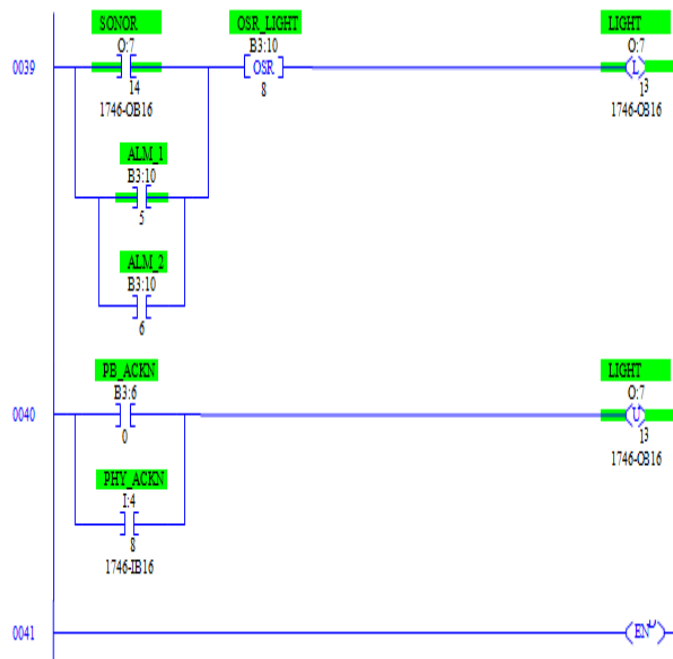 SONOR OSR_LIGHT LIGHT
O:7 B3:10 O:7
0039 OSR L
14 8 13
1746-OB16 1746-OB16
ALM_1
B3:10
5
ALM_2
B3:10
6
PB_ACKN LIGHT
B3:6 O:7
0040 U
0 13
1746-OB16
PHY_ACKN
I:4
8
1746-IB16
0041 END